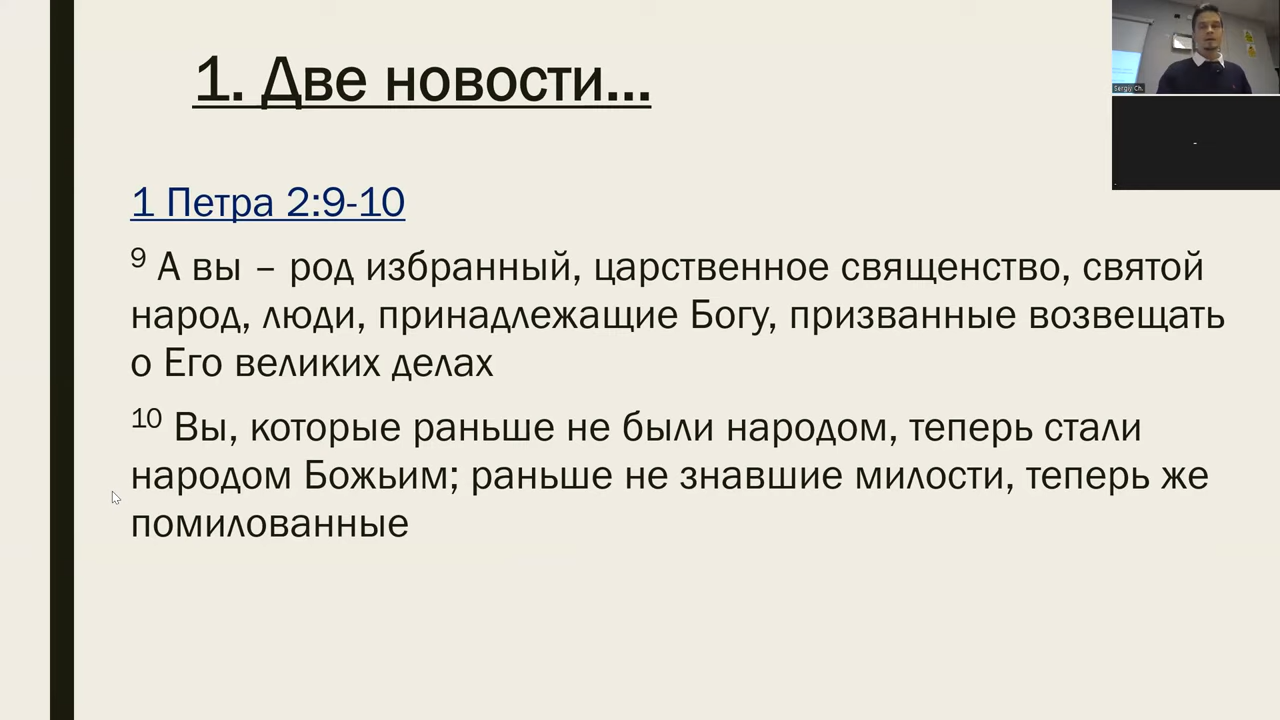 1. Две новости...
Sergiy Ch.
1 Петра 2:9-10
⁹ А вы – род избранный, царственное священство, святой
народ, люди, принадлежащие Богу, призванные возвещать
о Его великих делах
¹⁰ Вы, которые раньше не были народом, теперь стали
народом Божьим; раньше не знавшие милости, теперь же
помилованные